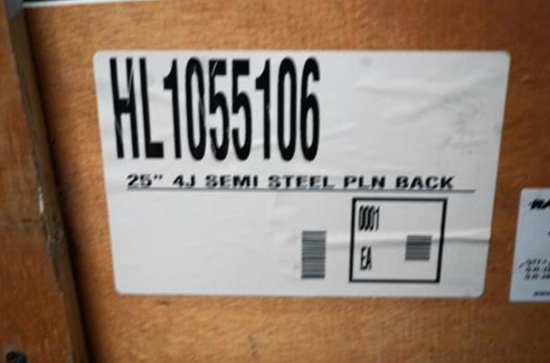 HL1055106
25" 4J SEMI STEEL PLN BACK
0001
EA